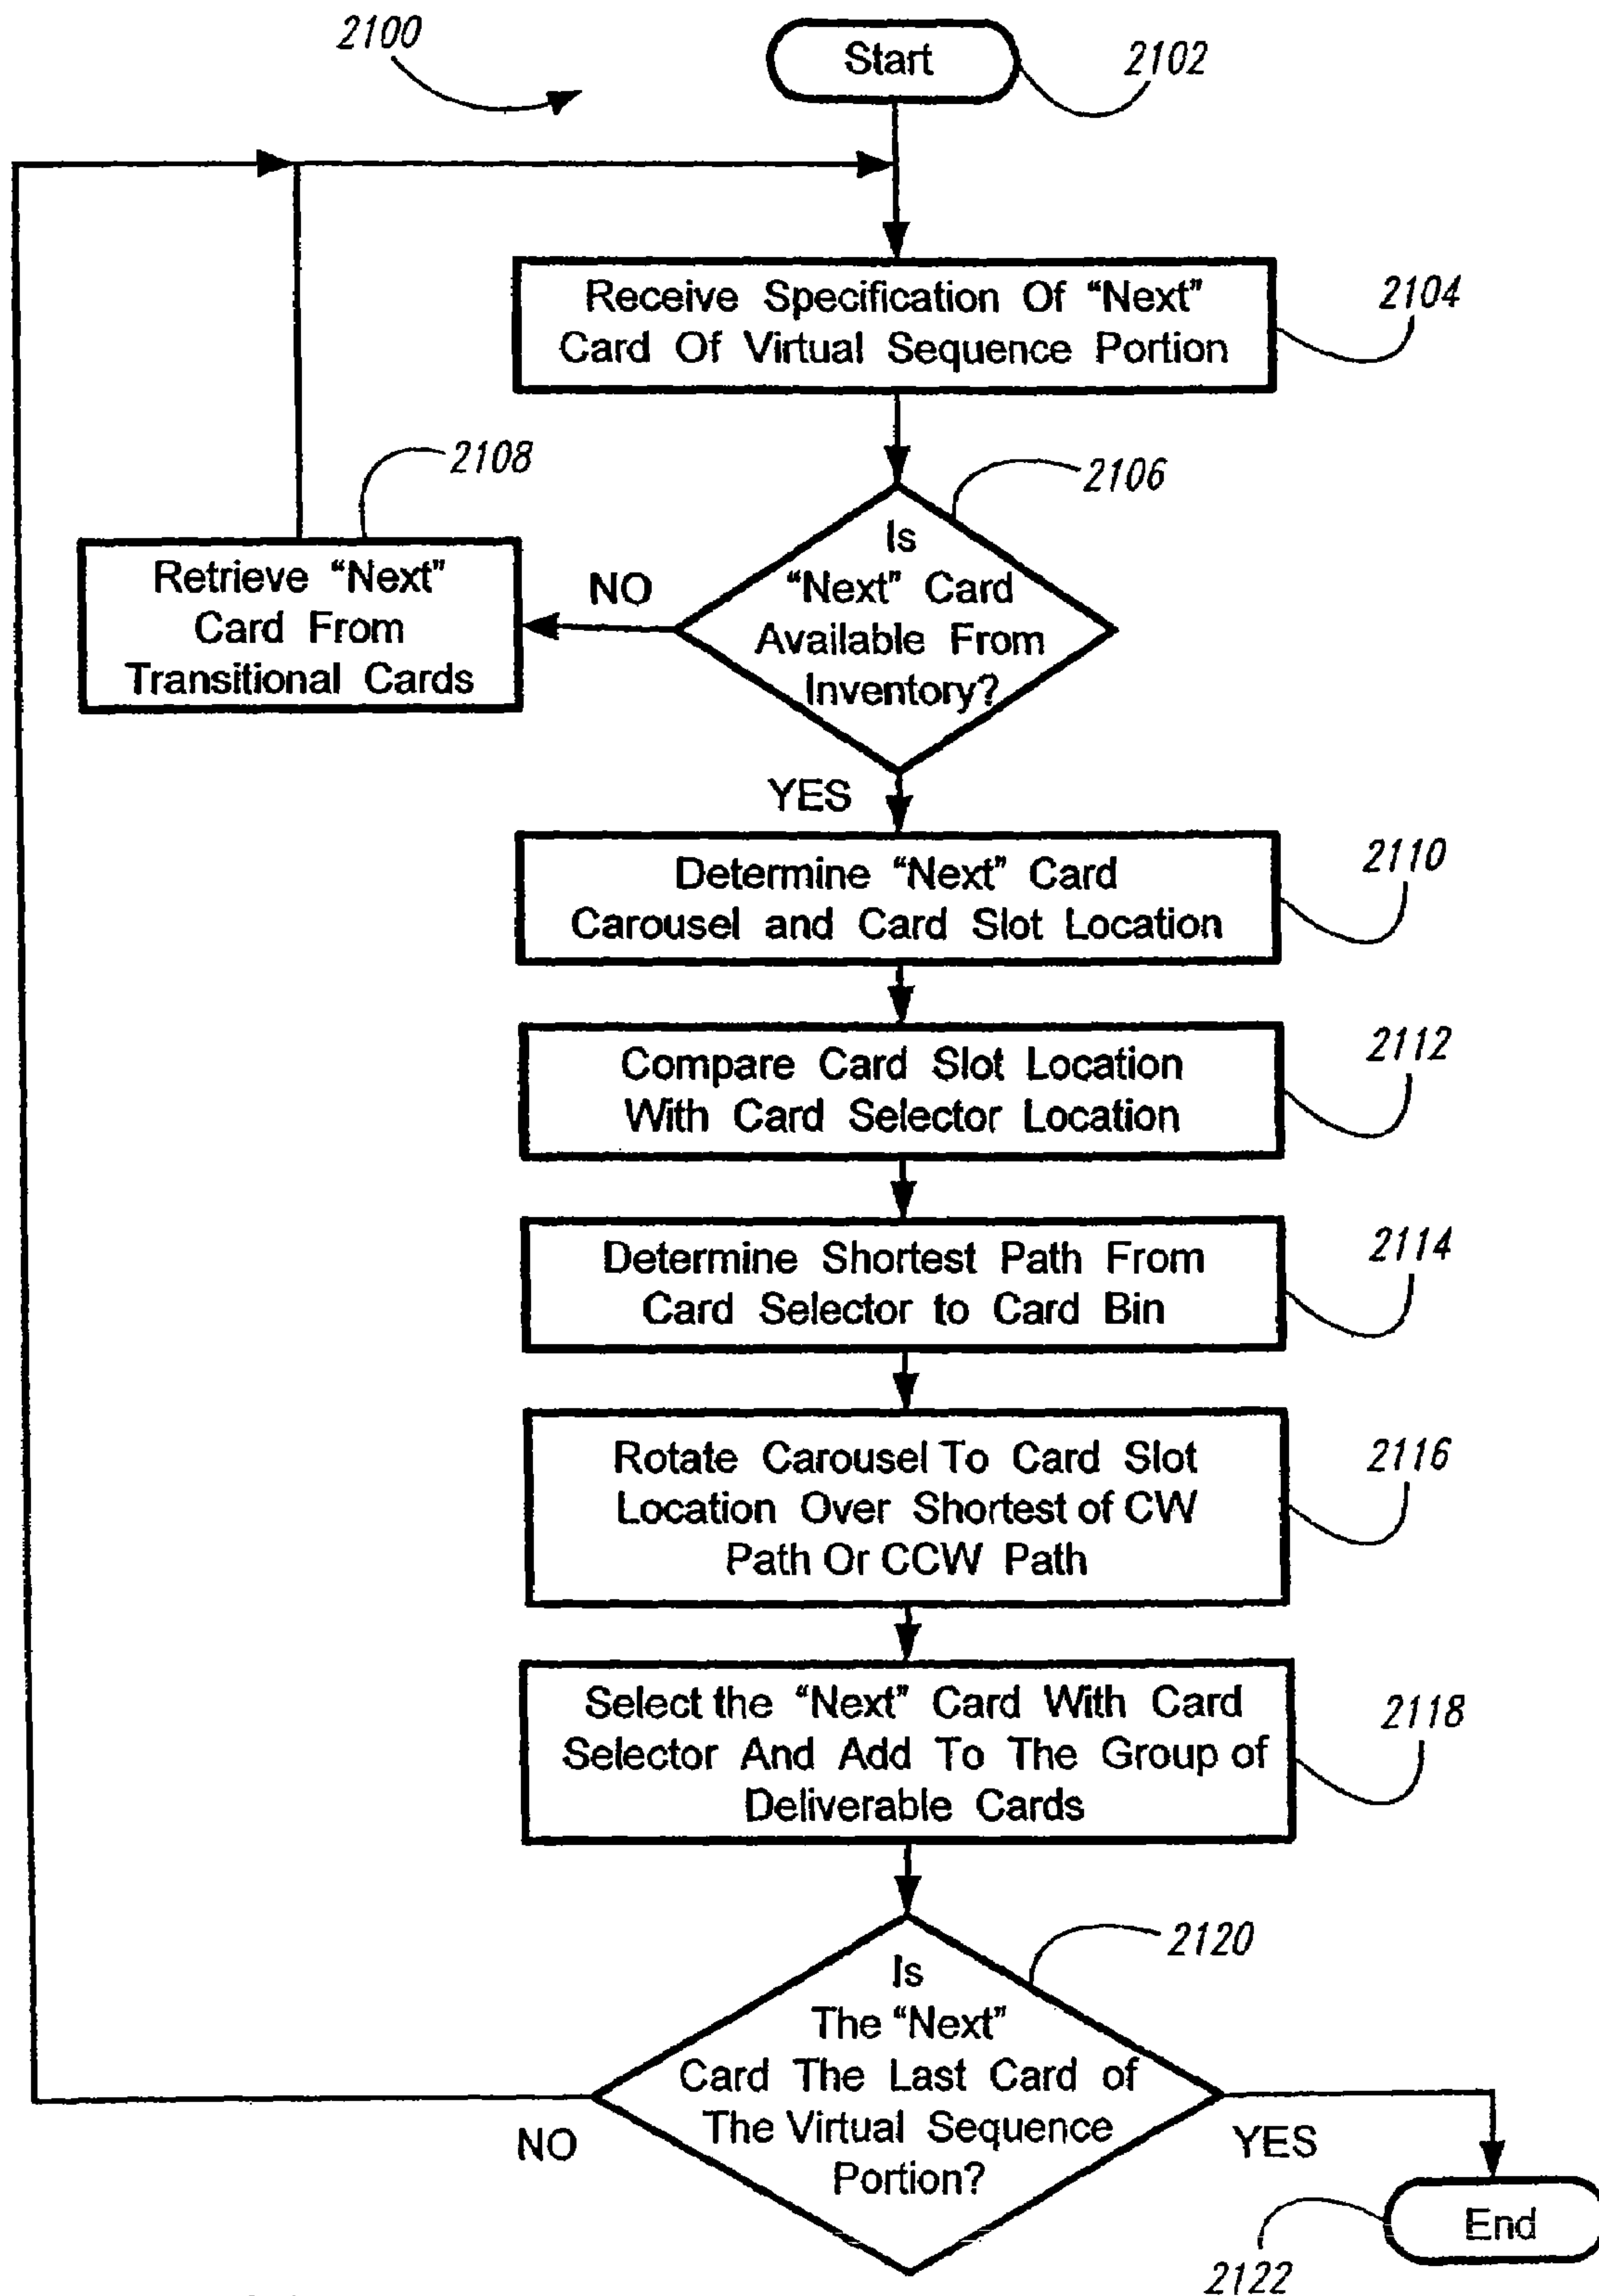 2100
Start
2102
Receive Specification Of “Next”
Card Of Virtual Sequence Portion
2104
2108
2106
Is
“Next” Card
Available From
Inventory?
NO
Retrieve “Next”
Card From
Transitional Cards
YES
Determine “Next” Card
Carousel and Card Slot Location
2110
Compare Card Slot Location
With Card Selector Location
2112
Determine Shortest Path From
Card Selector to Card Bin
2114
Rotate Carousel To Card Slot
Location Over Shortest of CW
Path Or CCW Path
2116
Select the “Next” Card With Card
Selector And Add To The Group of
Deliverable Cards
2118
2120
Is
The “Next”
Card The Last Card of
The Virtual Sequence
Portion?
NO
YES
End
2122